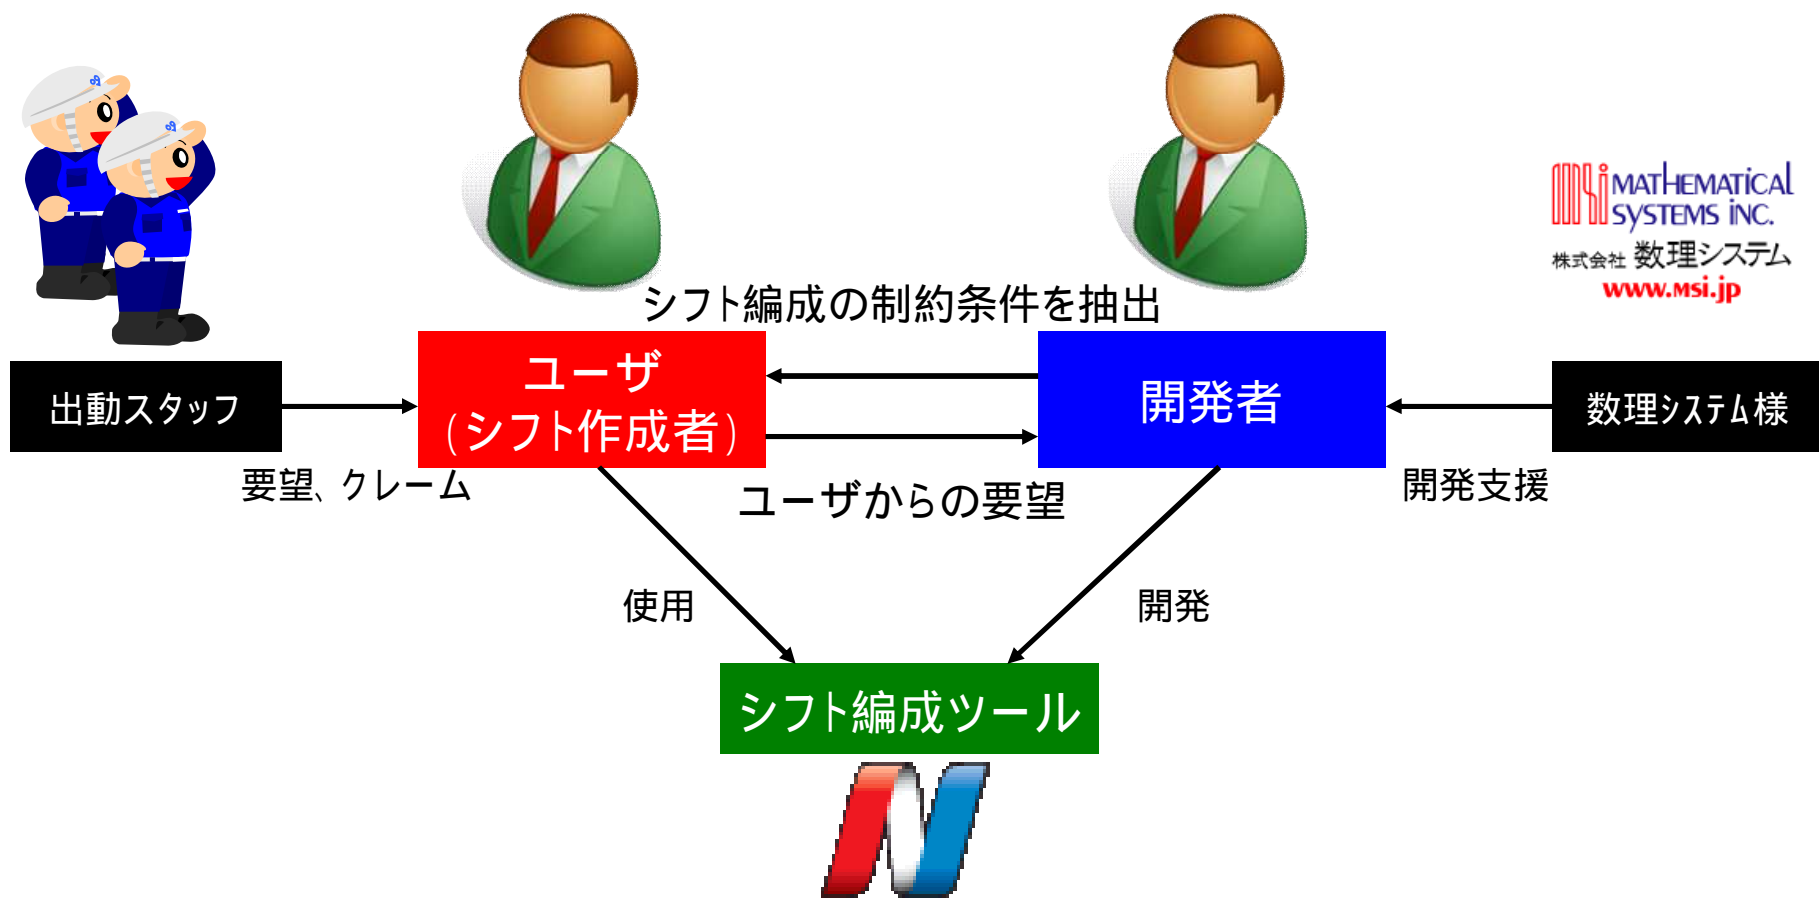 MATHEMATICAL
SYSTEMS INC.
株式会社 数理システム
www.msi.jp
シフト編成の制約条件を抽出
出動スタッフ
ユーザ
(シフト作成者)
開発者
数理システム様
要望、クレーム
ユーザからの要望
開発支援
使用
開発
シフト編成ツール